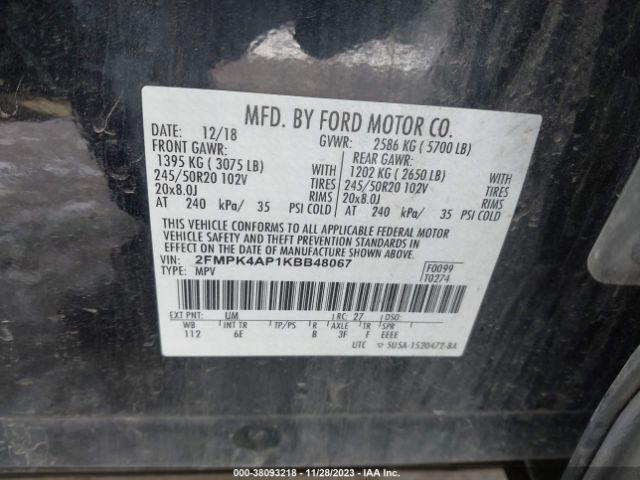 MFD. BY FORD MOTOR CO.
DATE: 12/18 GVWR: 2586 KG ( 5700 LB)
FRONT GAWR: REAR GAWR:
1395 KG ( 3075 LB) WITH 1202 KG ( 2650 LB) WITH
245/50R20 102V TIRES 245/50R20 102V TIRES
20x8.0J RIMS 20x8.0J RIMS
AT 240 kPa/ 35 PSI COLD AT 240 kPa/ 35 PSI COLD
THIS VEHICLE CONFORMS TO ALL APPLICABLE FEDERAL MOTOR
VEHICLE SAFETY AND THEFT PREVENTION STANDARDS IN
EFFECT ON THE DATE OF MANUFACTURE SHOWN ABOVE.
VIN: 2FMPK4AP1KBB48067 F0099
TYPE: MPV T0274
EXT PNT: UM RC: 27 DSO:
WB INT TR TP/PS R AXLE TR SPR
112 6E B 3F F EEEE
UTC ▽ 5U5A-1520472-BA
000-38093218 - 11/28/2023 - IAA Inc.